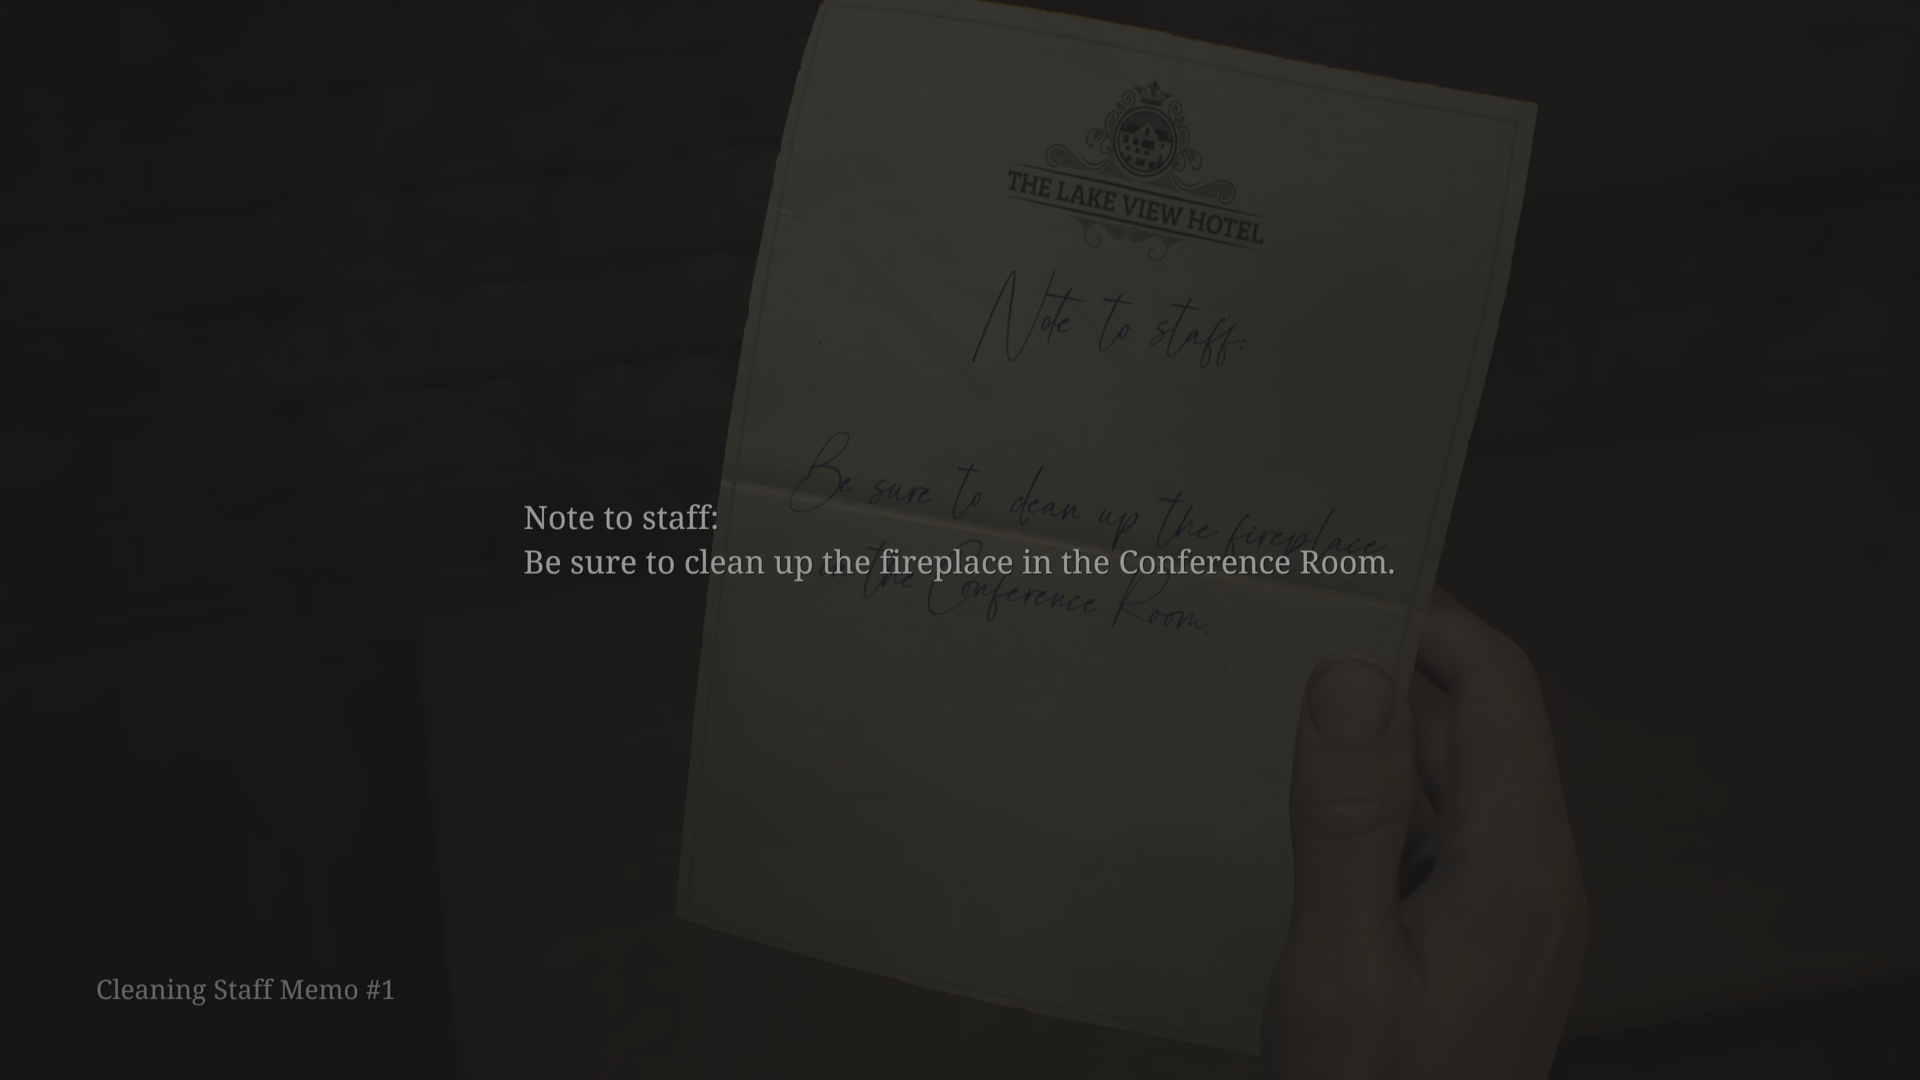 THE LAKE VIEW HOTEL
Note to staff:
Be sure to clean up the fireplace
in the Conference Room.
Note to staff:
Be sure to clean up the fireplace in the Conference Room.
Cleaning Staff Memo #1